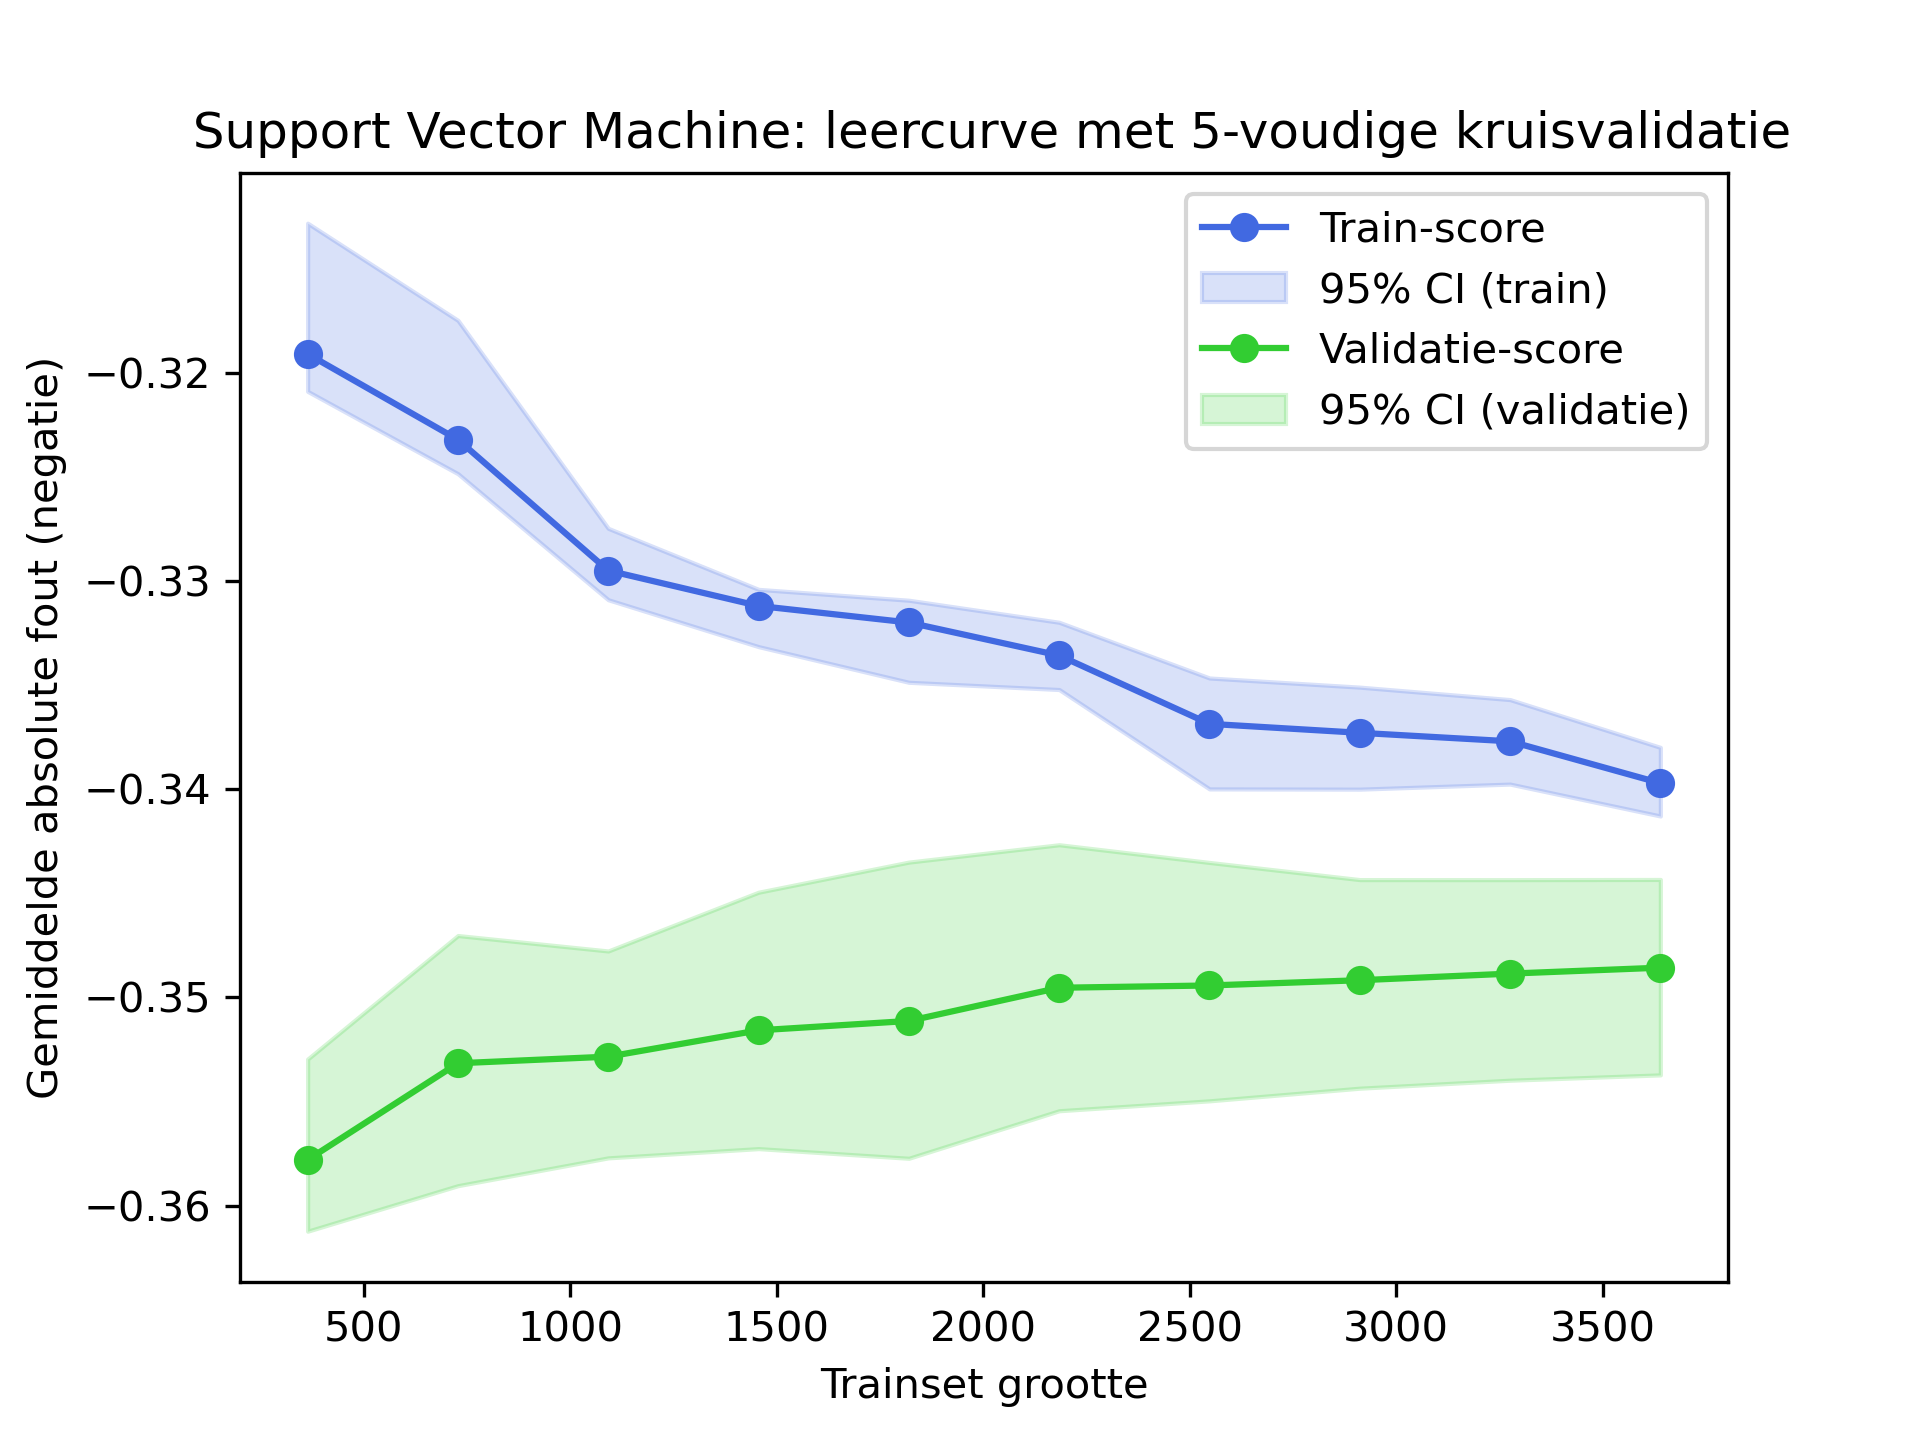 Support Vector Machine: leercurve met 5-voudige kruisvalidatie
Train-score
95% CI (train)
Validatie-score
95% CI (validatie)
Gemiddelde absolute fout (negatie)
−0.32
−0.33
−0.34
−0.35
−0.36
500 1000 1500 2000 2500 3000 3500
Trainset grootte